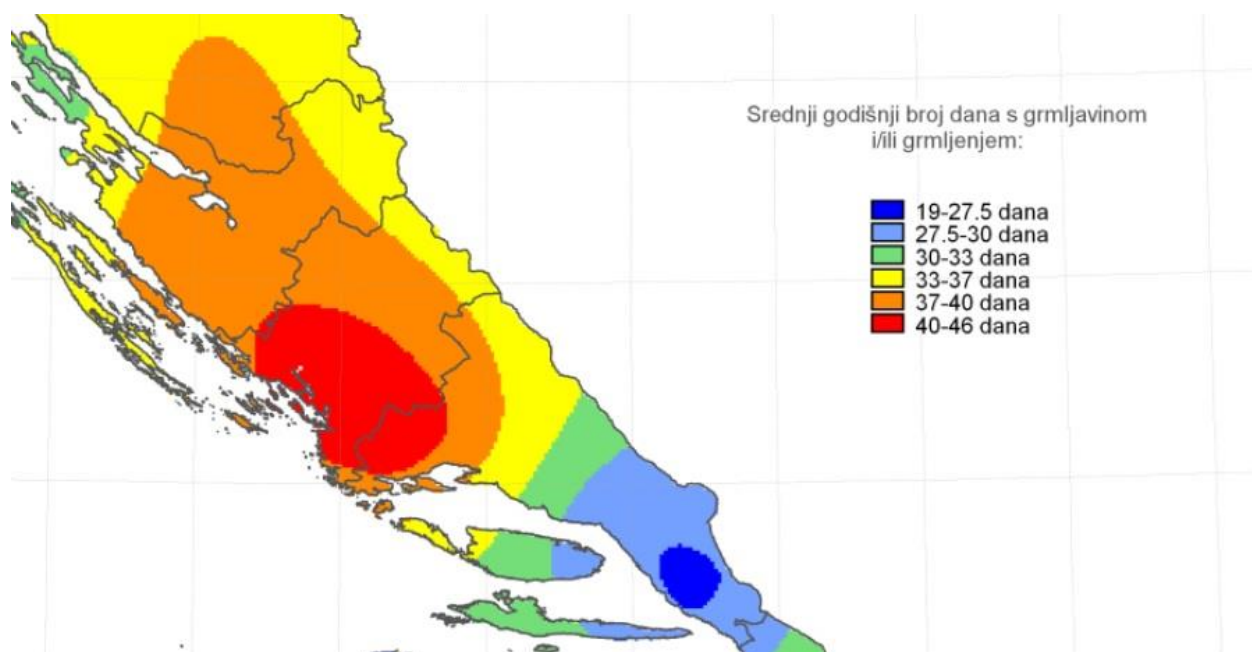 Srednji godišnji broj dana s grmljavinom
i/ili grmljenjem:
19-27.5 dana
27.5-30 dana
30-33 dana
33-37 dana
37-40 dana
40-46 dana